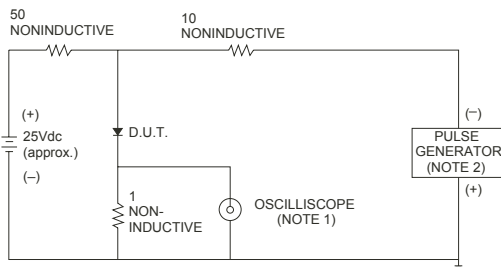 50
NONINDUCTIVE
10
NONINDUCTIVE
(+)
25Vdc
(approx.)
(–)
D.U.T.
1
NON-
INDUCTIVE
OSCILLISCOPE
(NOTE 1)
(–)
PULSE
GENERATOR
(NOTE 2)
(+)